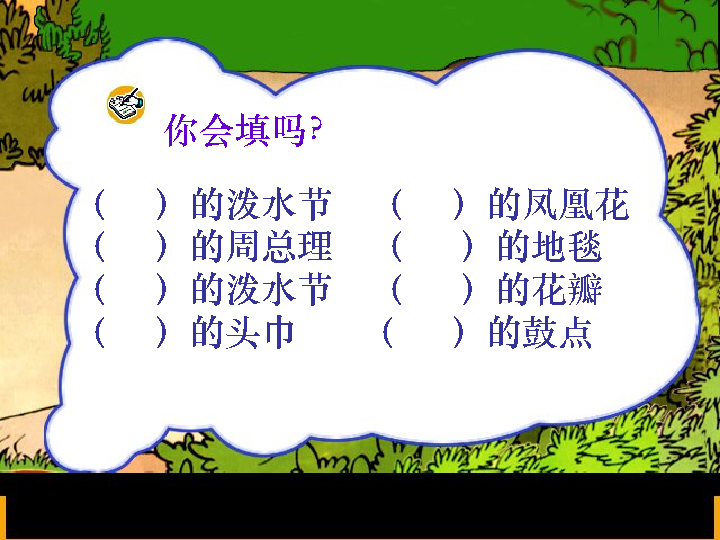 你会填吗?
（ ）的泼水节 （ ）的凤凰花
（ ）的周总理 （ ）的地毯
（ ）的泼水节 （ ）的花瓣
（ ）的头巾 （ ）的鼓点